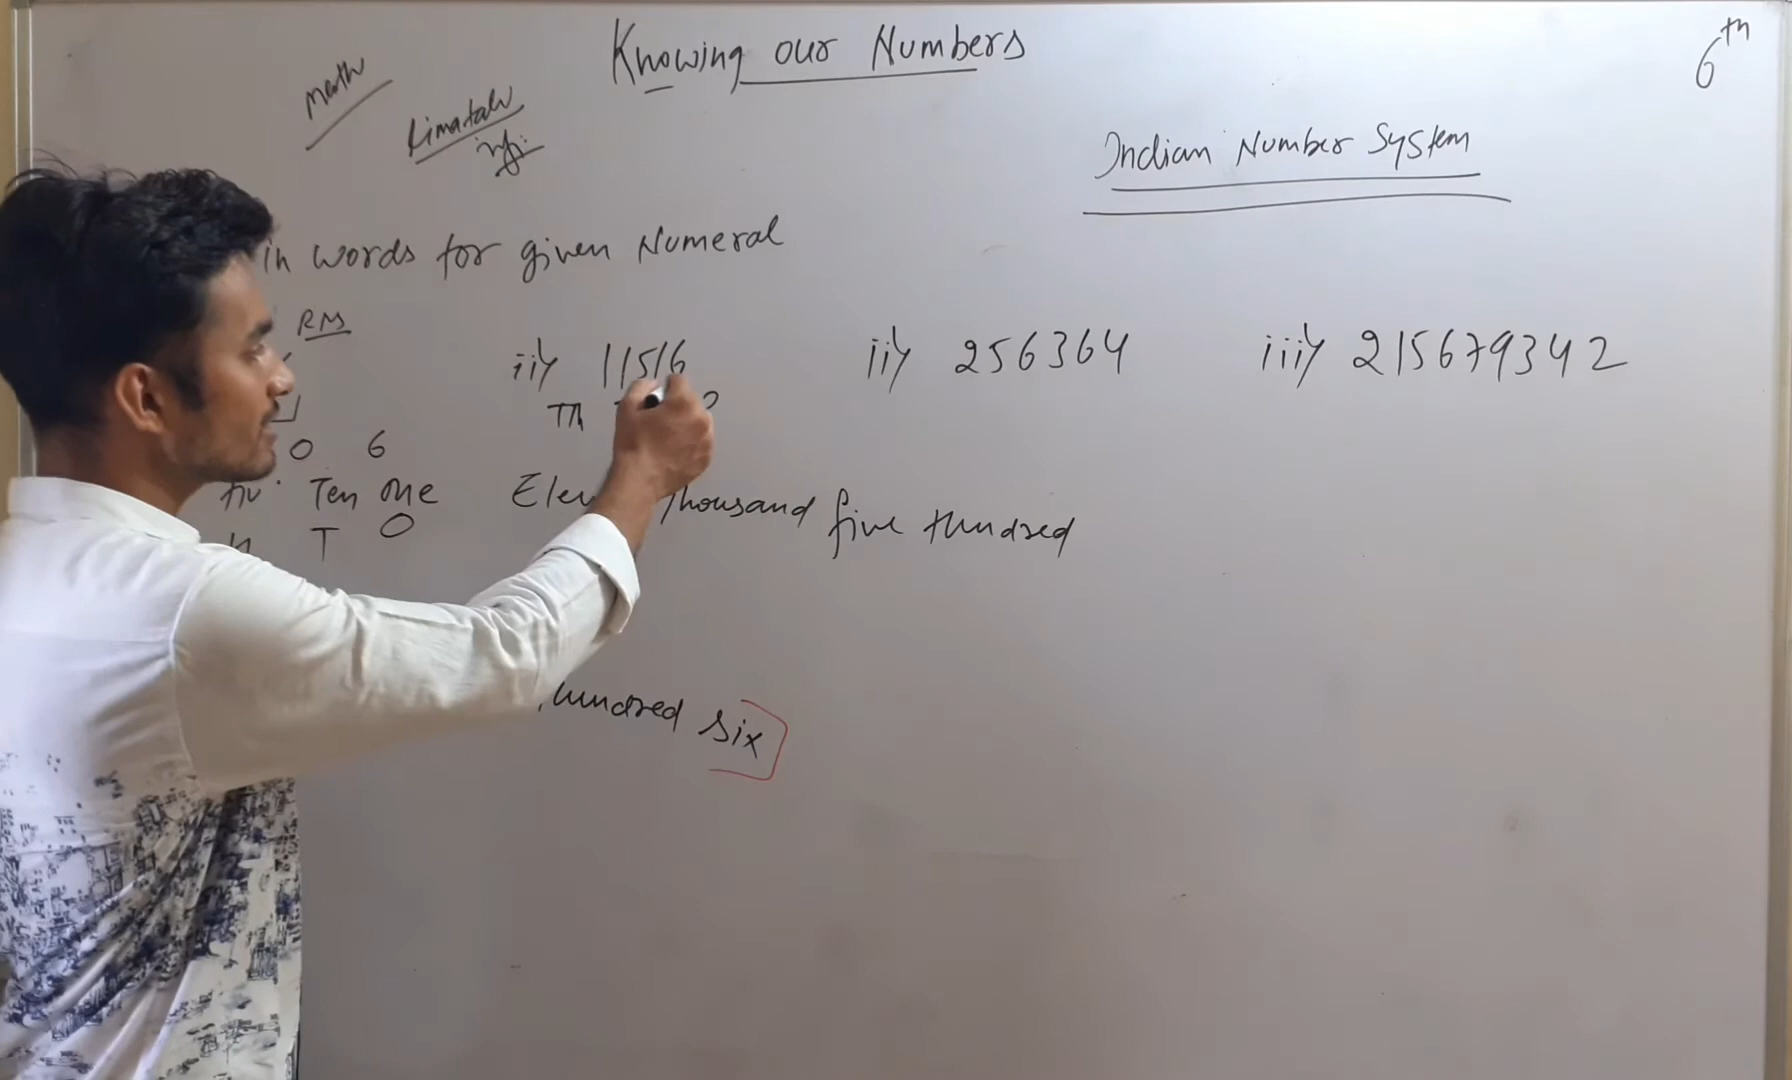 Knowing our Numbers
6th
Math
Indian Number System
in words for given Numeral
RM
ii) 11516
ii) 256364
iii) 215679342
Th
0 6
Ten one
Thousand five Hundred
T O
hundred six